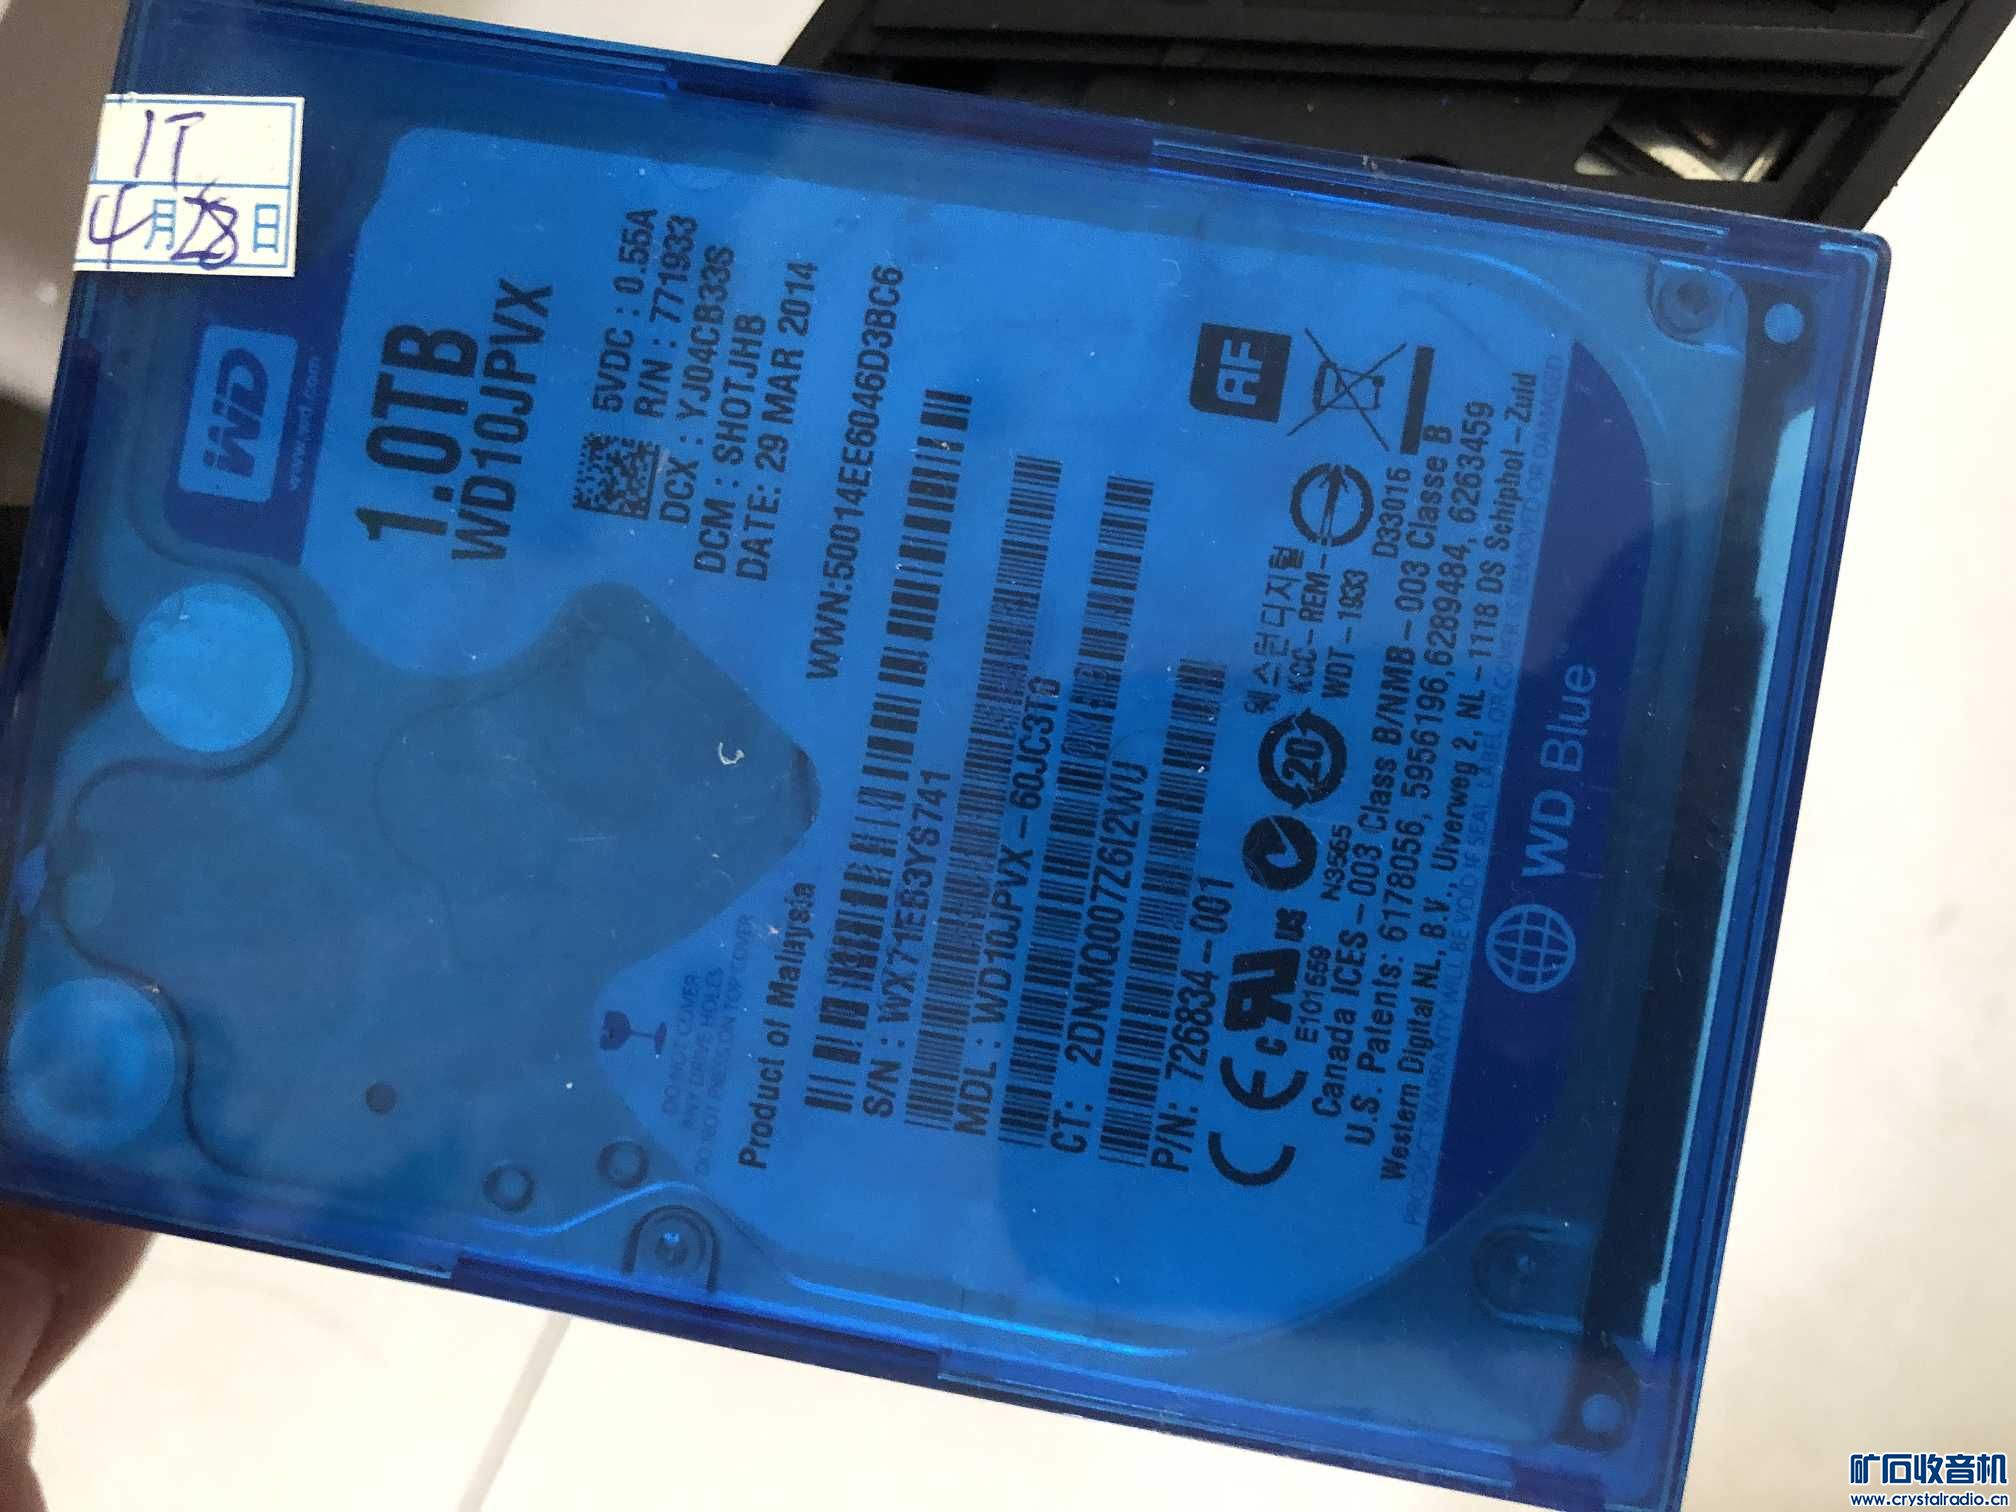 1T
4月28日
WD
www.wd.com
1.0TB
WD10JPVX
5VDC : 0.55A
R/N : 771933
DCX : YJ04CB33S
DCM : SHOTJHB
DATE: 29 MAR 2014
WWN:50014EE6046D3BC6
Product of Malaysia
S/N : WX71EB3YS741
MDL : WD10JPVX-60JC3T0
CT: 2DNMQ007Z6I2WU
P/N: 726834-001
DO NOT COVER
ANY DRIVE HOLES
DO NOT PRESS ON TOP COVER
AF
웨스턴디지털
KCC-REM-
WDT-1933
D33016
20
CE
c US
E101559
N3565
Canada ICES-003 Class B/NMB-003 Classe B
U.S. Patents: 6178056, 5956196,6289484, 6263459
Western Digital NL, B.V., Ulverweg 2, NL-1118 DS Schiphol-Zuid
PRODUCT WARRANTY WILL BE VOID IF SEAL, LABEL OR COVER IS REMOVED OR DAMAGED
WD Blue
矿石收音机
www.crystalradio.cn